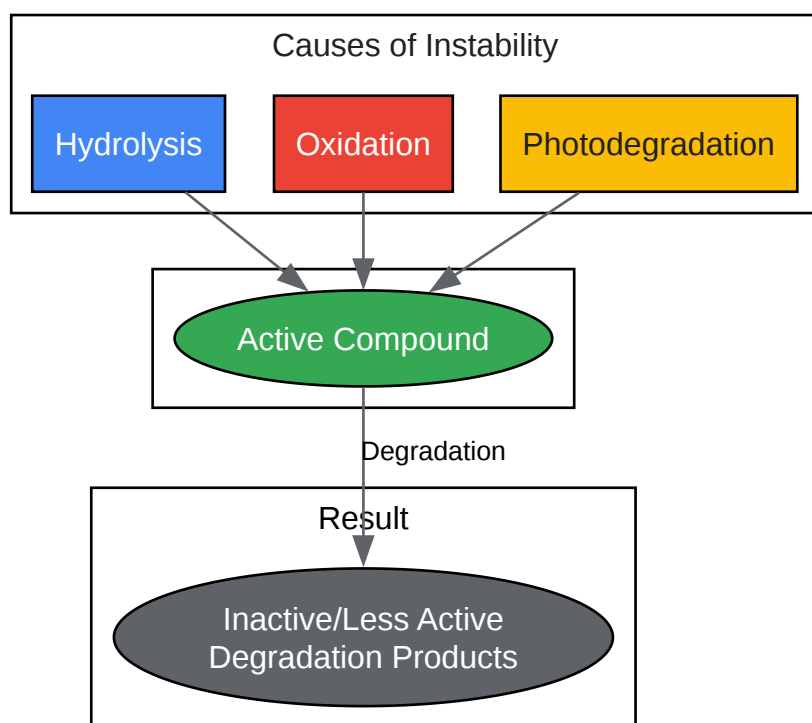 Causes of Instability
Hydrolysis
Oxidation
Photodegradation
Active Compound
Degradation
Result
Inactive/Less Active
Degradation Products